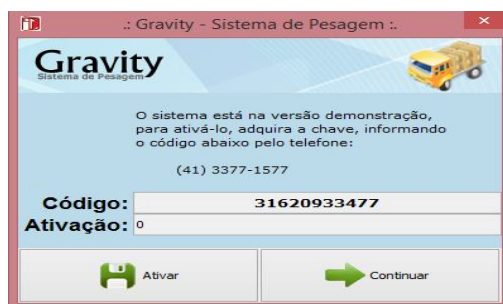 .: Gravity - Sistema de Pesagem :.
Gravity
Sistema de Pesagem
O sistema está na versão demonstração,
para ativá-lo, adquira a chave, informando
o código abaixo pelo telefone:
(41) 3377-1577
Código: 31620933477
Ativação: 0
Ativar Continuar